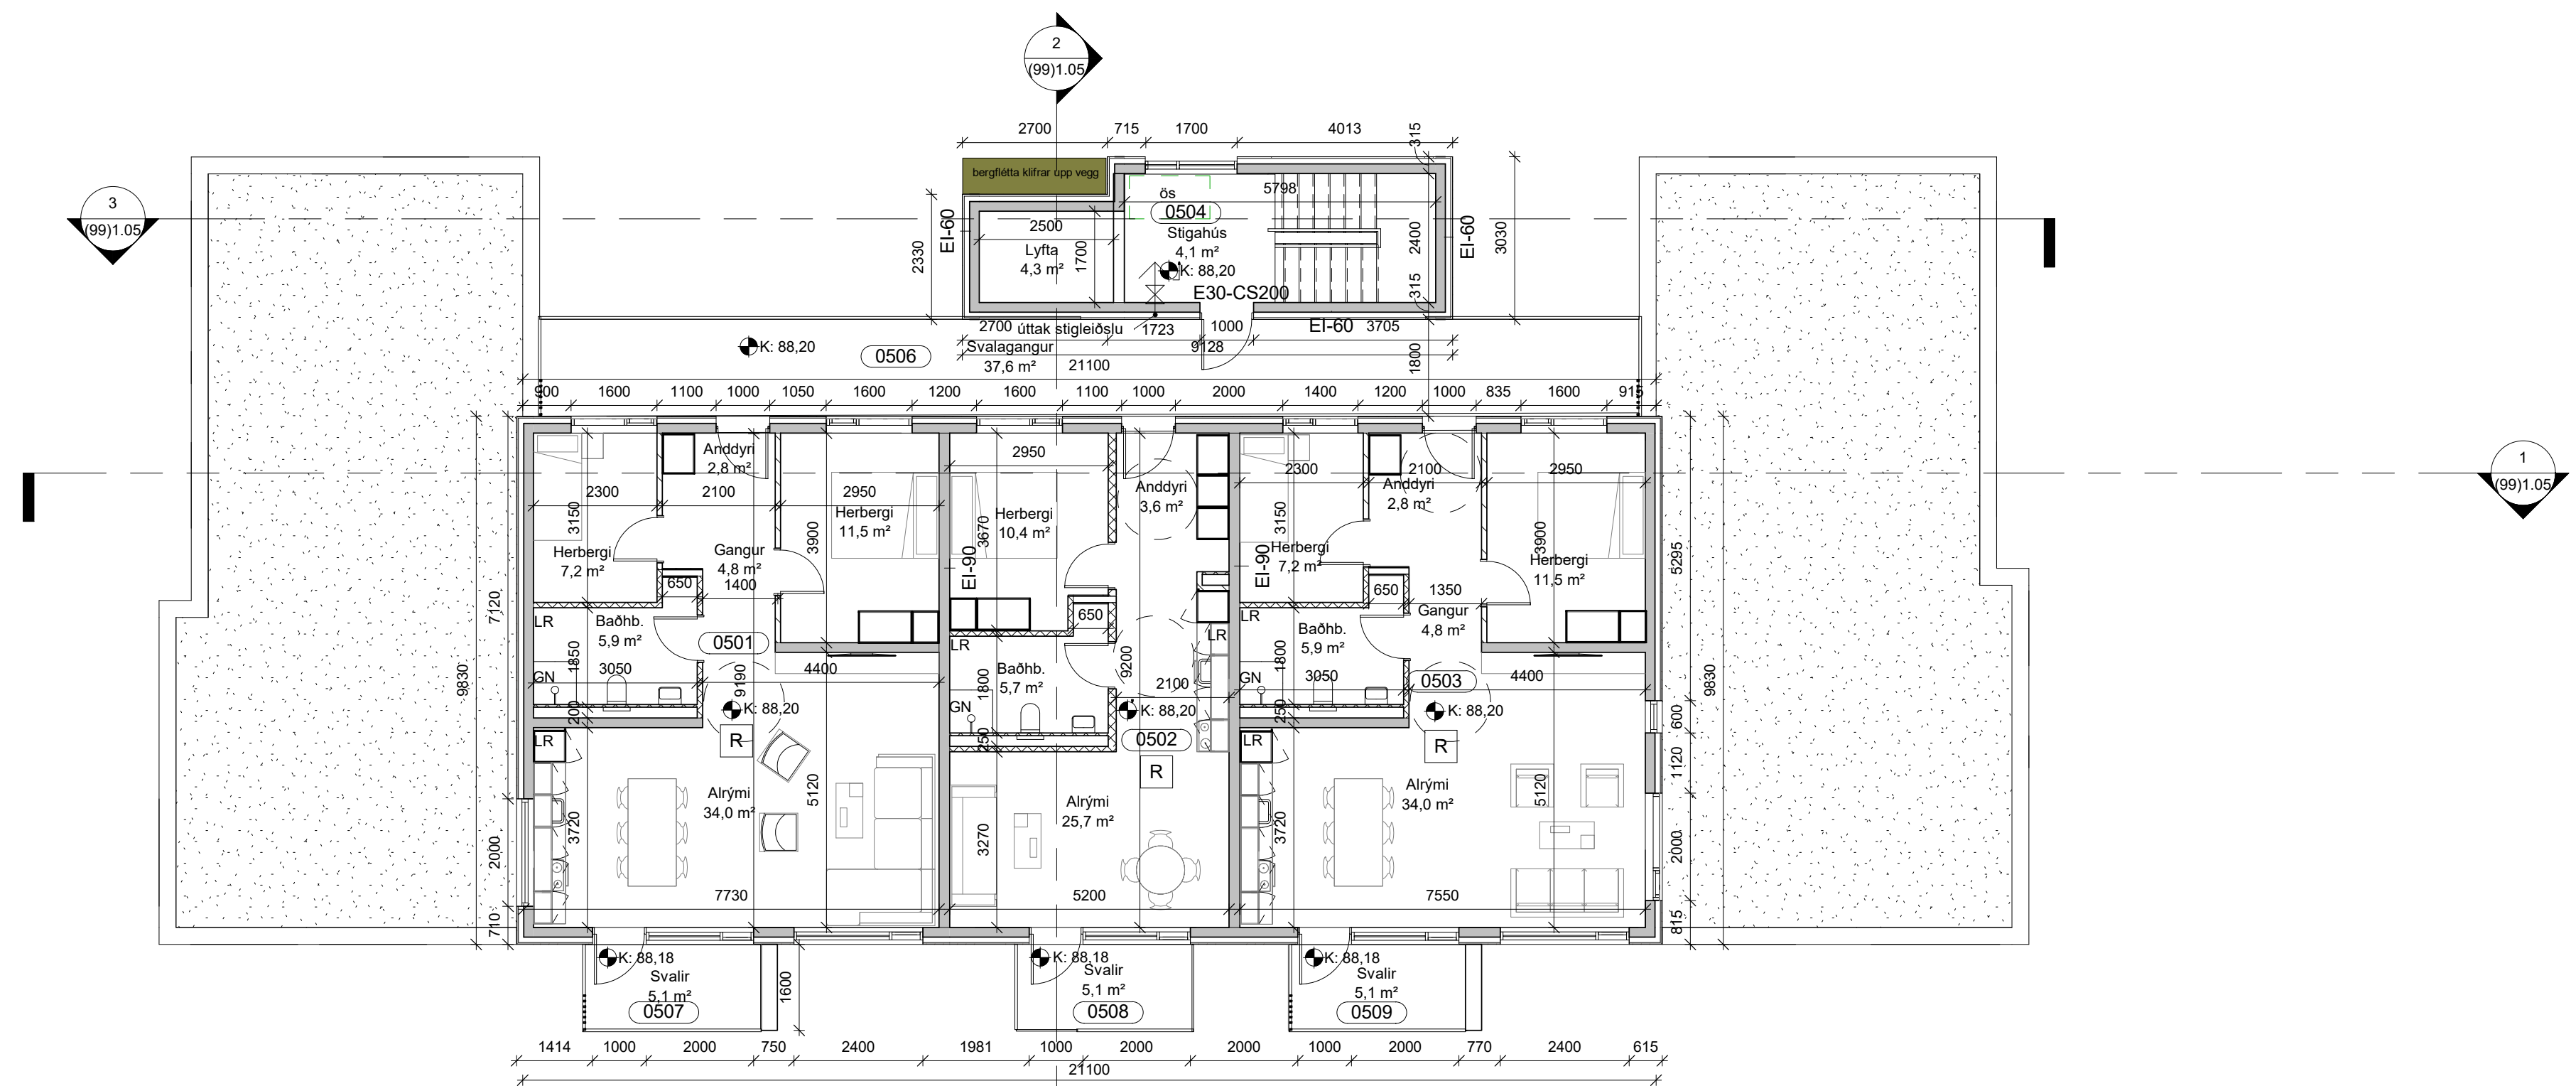 2
(99)1.05
2700 715 1700 4013 315
bergflétta klifrar upp vegg
3
(99)1.05
EI-60
2330
2500
Lyfta
4,3 m²
1700
ös
0504
5798
Stigahús
4,1 m²
K: 88,20
E30-CS200
2400
315
EI-60
3030
2700 úttak stigleiðslu 1723 1000 EI-60 3705
K: 88,20
0506
Svalagangur
37,6 m²
9128
21100
1800
900 1600 1100 1000 1050 1600 1200 1600 1100 1000 2000 1400 1200 1000 835 1600 915
1
(99)1.05
Anddyri
2,8 m²
2300 2100 2950
3150
Herbergi
7,2 m²
Gangur
4,8 m²
650 1400
3900
Herbergi
11,5 m²
2950
Herbergi
10,4 m²
3670
EI-90
Anddyri
3,6 m²
650
2300 2100 2950
Anddyri
2,8 m²
3150
EI-90
Herbergi
7,2 m²
650 1350
Gangur
4,8 m²
3900
Herbergi
11,5 m²
5295
7120
9830
LR
Baðhb.
5,9 m²
1850
3050
GN
200
0501
9190
4400
K: 88,20
R
LR
Baðhb.
5,7 m²
1800
GN
250
9200
LR
2100
K: 88,20
0502
R
LR
Baðhb.
5,9 m²
1800
3050
GN
250
0503
4400
K: 88,20
R
9830
600
1120
2000
815
LR
3720
Alrými
34,0 m²
5120
7730
2000
710
Alrými
25,7 m²
3270
5200
LR
3720
Alrými
34,0 m²
5120
7550
K: 88,18
Svalir
5,1 m²
0507
1600
K: 88,18
Svalir
5,1 m²
0508
K: 88,18
Svalir
5,1 m²
0509
1414 1000 2000 750 2400 1981 1000 2000 2000 1000 2000 770 2400 615
21100